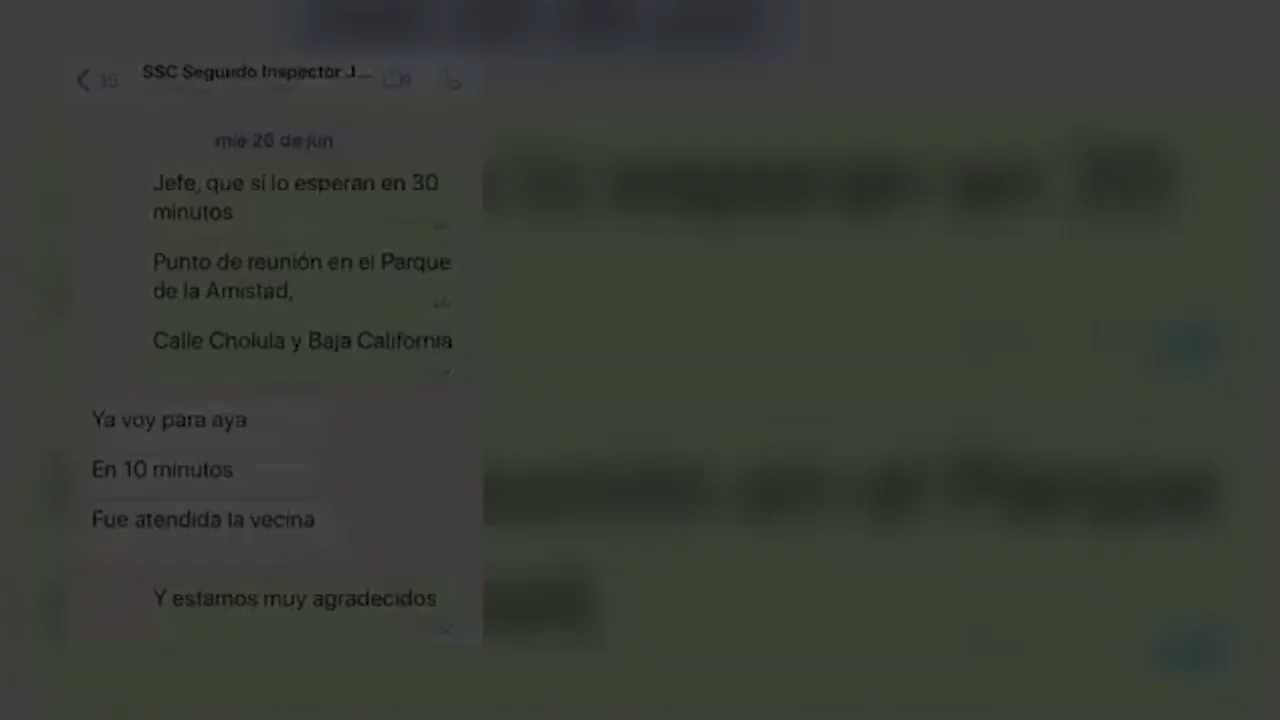 36
SSC Segundo Inspector J...
mié 26 de jun
Jefe, que sí lo esperan en 30
minutos
Punto de reunión en el Parque
de la Amistad,
Calle Cholula y Baja California
Ya voy para aya
En 10 minutos
Fue atendida la vecina
Y estamos muy agradecidos